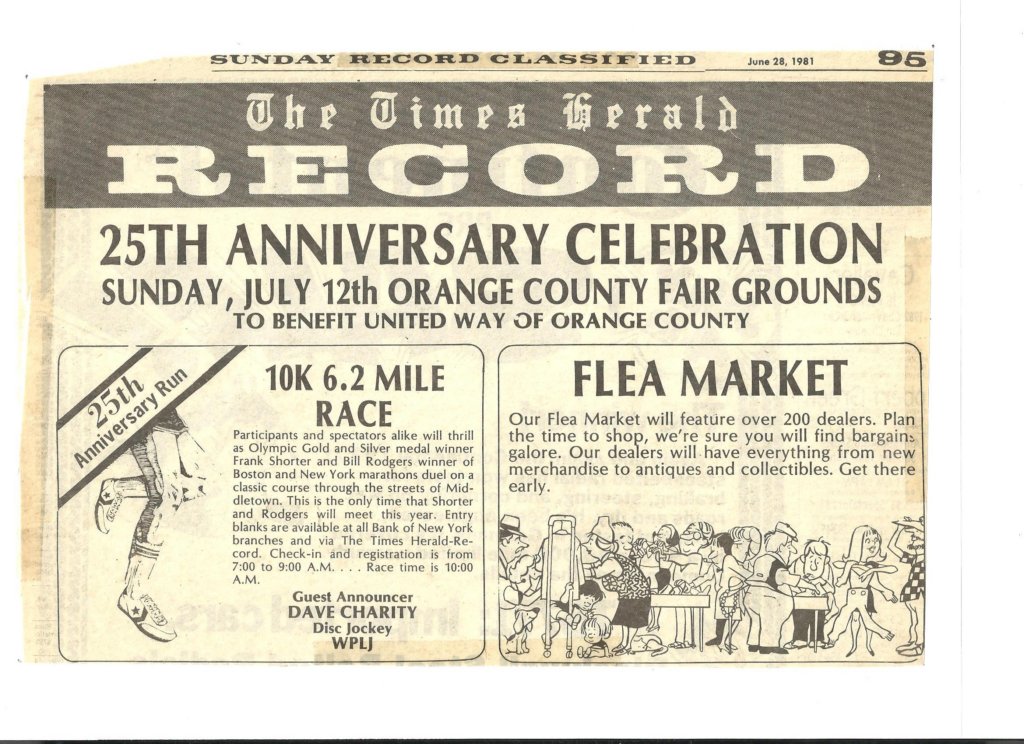 SUNDAY RECORD CLASSIFIED June 28, 1981 95
The Times Herald
RECORD
25TH ANNIVERSARY CELEBRATION
SUNDAY, JULY 12th ORANGE COUNTY FAIR GROUNDS
TO BENEFIT UNITED WAY OF ORANGE COUNTY
25th
Anniversary Run
10K 6.2 MILE
RACE
Participants and spectators alike will thrill
as Olympic Gold and Silver medal winner
Frank Shorter and Bill Rodgers winner of
Boston and New York marathons duel on a
classic course through the streets of Mid-
dletown. This is the only time that Shorter
and Rodgers will meet this year. Entry
blanks are available at all Bank of New York
branches and via The Times Herald-Re-
cord. Check-in and registration is from
7:00 to 9:00 A.M. . . . Race time is 10:00
A.M.
Guest Announcer
DAVE CHARITY
Disc Jockey
WPLJ
FLEA MARKET
Our Flea Market will feature over 200 dealers. Plan
the time to shop, we're sure you will find bargains
galore. Our dealers will have everything from new
merchandise to antiques and collectibles. Get there
early.